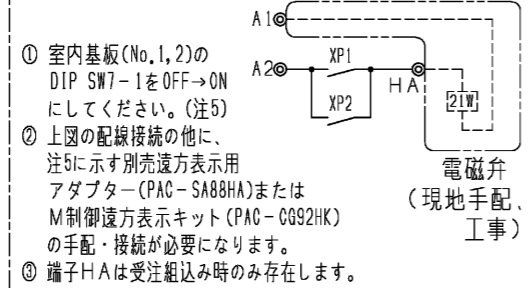 A1
① 室内基板(No.1,2)の
DIP SW7-1をOFF→ON
にしてください。(注5)
A2
XP1
HA
XP2
21W
② 上図の配線接続の他に、
注5に示す別売遠方表示用
アダプター(PAC-SA88HA)または
M制御遠方表示キット(PAC-CG92HK)
の手配・接続が必要になります。
③ 端子HAは受注組込み時のみ存在します。
電磁弁
(現地手配、
工事)